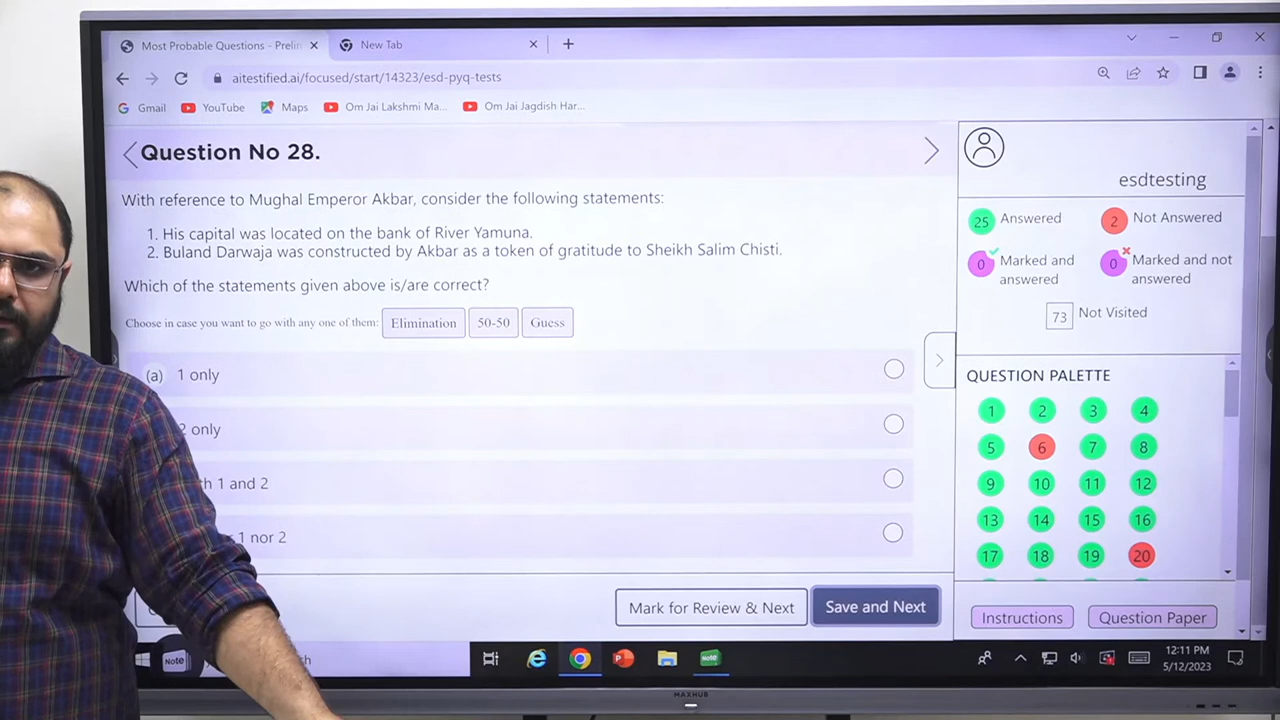 Most Probable Questions - Prelin
New Tab
aitestified.ai/focused/start/14323/esd-pyq-tests
Gmail
YouTube
Maps
Om Jai Lakshmi Ma...
Om Jai Jagdish Har...
Question No 28.
With reference to Mughal Emperor Akbar, consider the following statements:
1. His capital was located on the bank of River Yamuna.
2. Buland Darwaja was constructed by Akbar as a token of gratitude to Sheikh Salim Chisti.
Which of the statements given above is/are correct?
Choose in case you want to go with any one of them: Elimination 50-50 Guess
(a) 1 only
2 only
1 and 2
1 nor 2
Mark for Review & Next
Save and Next
esdtesting
25 Answered
2 Not Answered
0 Marked and answered
0 Marked and not answered
73 Not Visited
QUESTION PALETTE
1 2 3 4
5 6 7 8
9 10 11 12
13 14 15 16
17 18 19 20
Instructions
Question Paper
Note
Note
12:11 PM
5/12/2023
MAXHUB